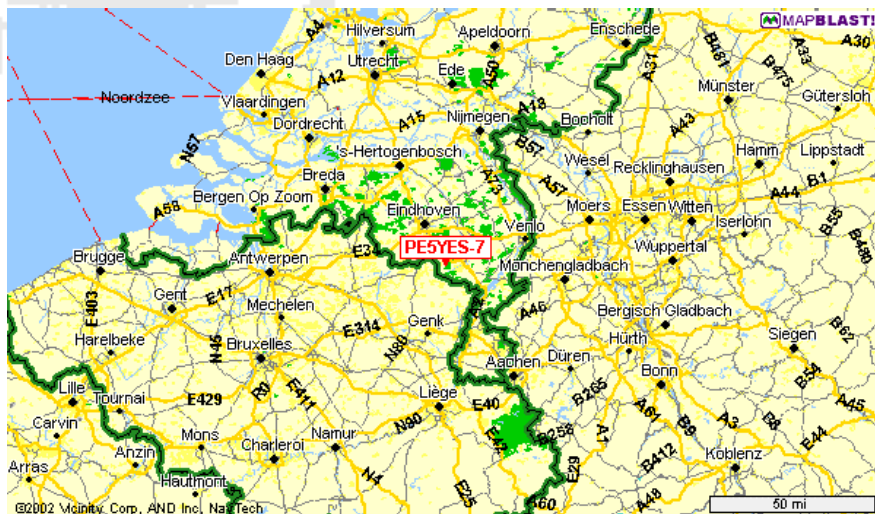 MAPBLAST!
A4
Hilversum
Apeldoorn
Enschede
A30
Den Haag
Utrecht
A50
A31
B481
A33
B475
A12
Ede
Münster
Noordzee
Vlaardingen
A18
Gütersloh
Dordrecht
A15
Nijmegen
Bocholt
A43
N57
's-Hertogenbosch
B57
Hamm
Lippstadt
Wesel
Recklinghausen
Breda
A73
A57
A44
B1
Bergen Op Zoom
A58
Eindhoven
Moers
Essen
Witten
Iserlohn
B55
Venlo
PE5YES-7
Wuppertal
B480
Brugge
Antwerpen
E34
Mönchengladbach
E403
Gent
E17
A2
A46
Mechelen
Bergisch Gladbach
E314
N80
Genk
B62
Harelbeke
N45
Bruxelles
Hürth
Siegen
Aachen
Düren
B54
Lille
Tournai
E429
R0
E411
Liège
E40
B265
Bonn
A45
Carvin
N90
A61
A3
B8
B9
Mons
Namur
B258
A1
E44
Anzin
Charleroi
E42
B412
Koblenz
Arras
N4
E29
Hautmont
E25
A60
A48
50 mi
©2002 Vicinity Corp, AND Inc, NavTech